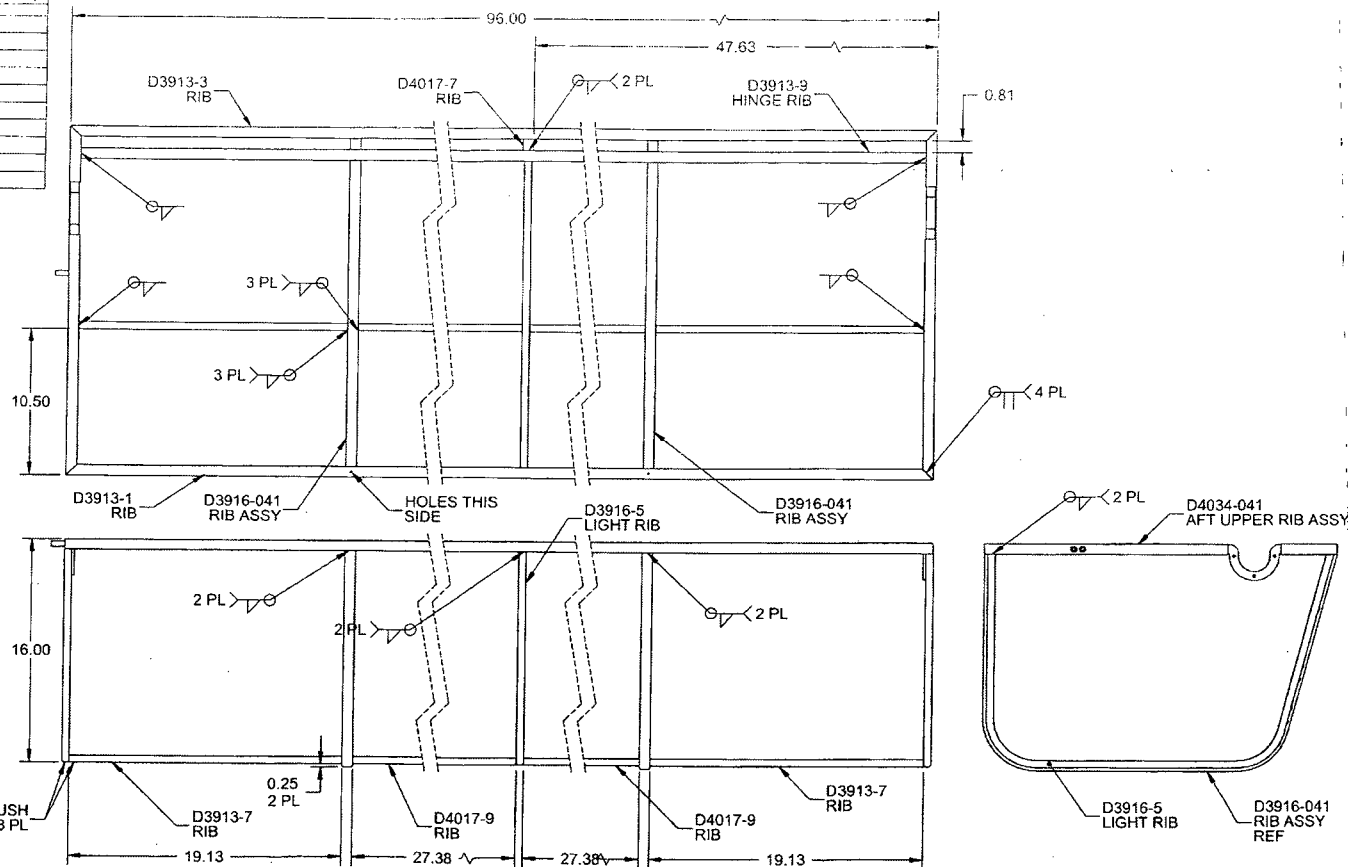 96.00
47.63
D3913-3
RIB
D4017-7
RIB
2 PL
D3913-9
HINGE RIB
0.81
3 PL
3 PL
10.50
4 PL
D3913-1
RIB
D3916-041
RIB ASSY
HOLES THIS
SIDE
D3916-5
LIGHT RIB
D3916-041
RIB ASSY
2 PL
D4034-041
AFT UPPER RIB ASSY
2 PL
2 PL
2 PL
16.00
0.25
2 PL
USH
3 PL
D3913-7
RIB
D4017-9
RIB
D4017-9
RIB
D3913-7
RIB
D3916-5
LIGHT RIB
D3916-041
RIB ASSY
REF
19.13
27.38
27.38
19.13